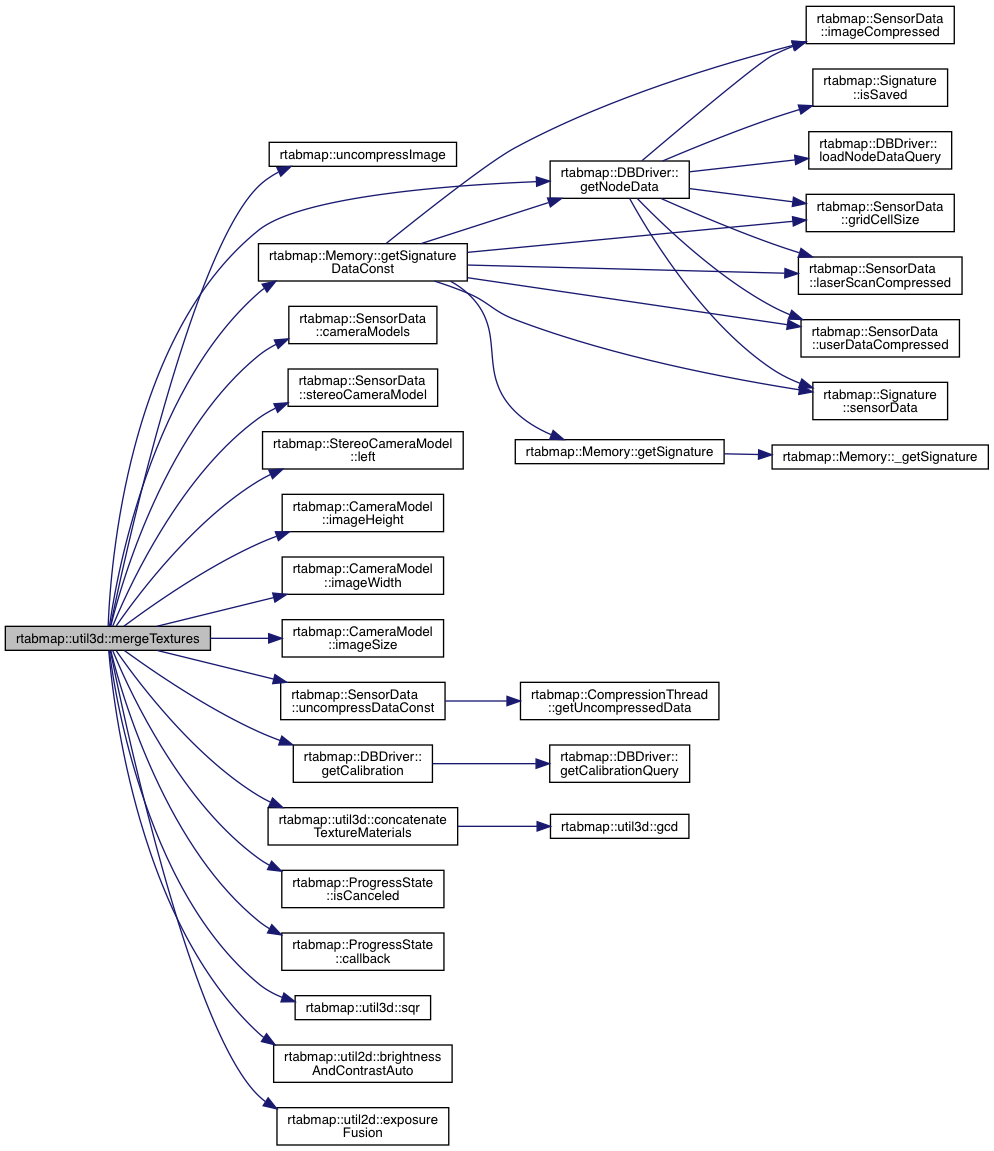 rtabmap::util3d::mergeTextures
rtabmap::uncompressImage
rtabmap::Memory::getSignature
DataConst
rtabmap::SensorData
::cameraModels
rtabmap::SensorData
::stereoCameraModel
rtabmap::StereoCameraModel
::left
rtabmap::CameraModel
::imageHeight
rtabmap::CameraModel
::imageWidth
rtabmap::CameraModel
::imageSize
rtabmap::SensorData
::uncompressDataConst
rtabmap::DBDriver::
getCalibration
rtabmap::util3d::concatenate
TextureMaterials
rtabmap::ProgressState
::isCanceled
rtabmap::ProgressState
::callback
rtabmap::util3d::sqr
rtabmap::util2d::brightness
AndContrastAuto
rtabmap::util2d::exposure
Fusion
rtabmap::DBDriver::
getNodeData
rtabmap::Memory::getSignature
rtabmap::CompressionThread
::getUncompressedData
rtabmap::DBDriver::
getCalibrationQuery
rtabmap::util3d::gcd
rtabmap::SensorData
::imageCompressed
rtabmap::Signature
::isSaved
rtabmap::DBDriver::
loadNodeDataQuery
rtabmap::SensorData
::gridCellSize
rtabmap::SensorData
::laserScanCompressed
rtabmap::SensorData
::userDataCompressed
rtabmap::Signature
::sensorData
rtabmap::Memory::_getSignature